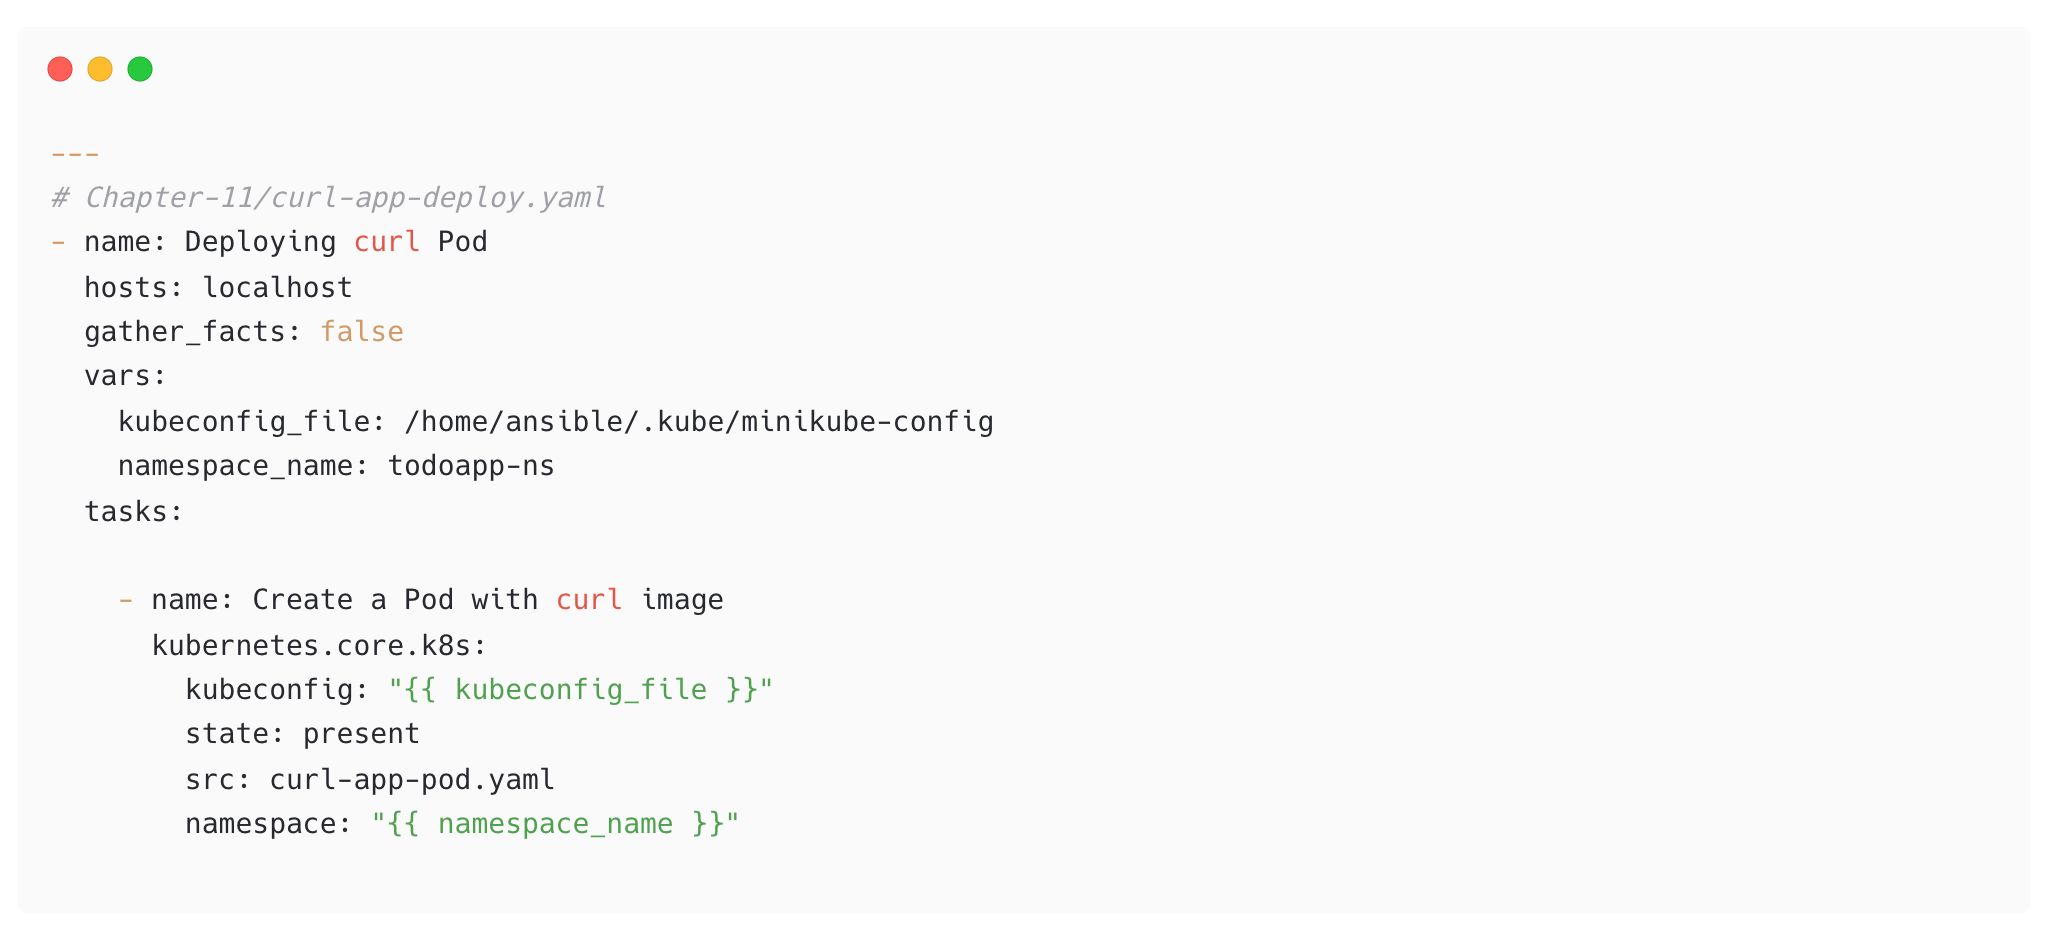 ---
# Chapter-11/curl-app-deploy.yaml
- name: Deploying curl Pod
  hosts: localhost
  gather_facts: false
  vars:
    kubeconfig_file: /home/ansible/.kube/minikube-config
    namespace_name: todoapp-ns
  tasks:

    - name: Create a Pod with curl image
      kubernetes.core.k8s:
        kubeconfig: "{{ kubeconfig_file }}"
        state: present
        src: curl-app-pod.yaml
        namespace: "{{ namespace_name }}"